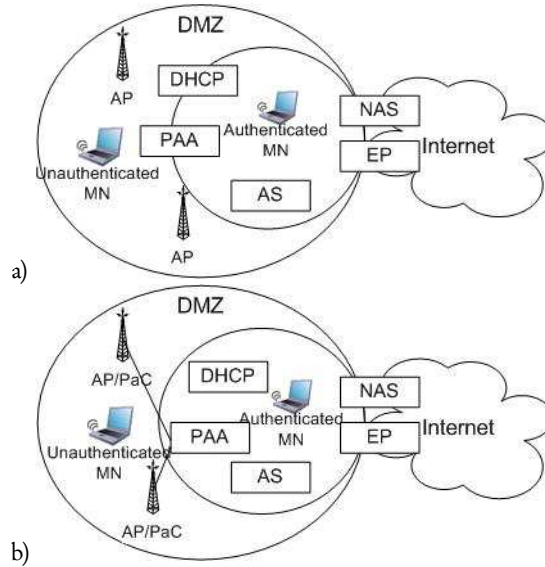 DMZ
DHCP
AP
Authenticated
MN
NAS
PAA
EP
Internet
Unauthenticated
MN
AS
AP
a)
DMZ
AP/PaC
DHCP
NAS
Authenticated
MN
Unauthenticated
MN
PAA
EP
Internet
AS
AP/PaC
b)